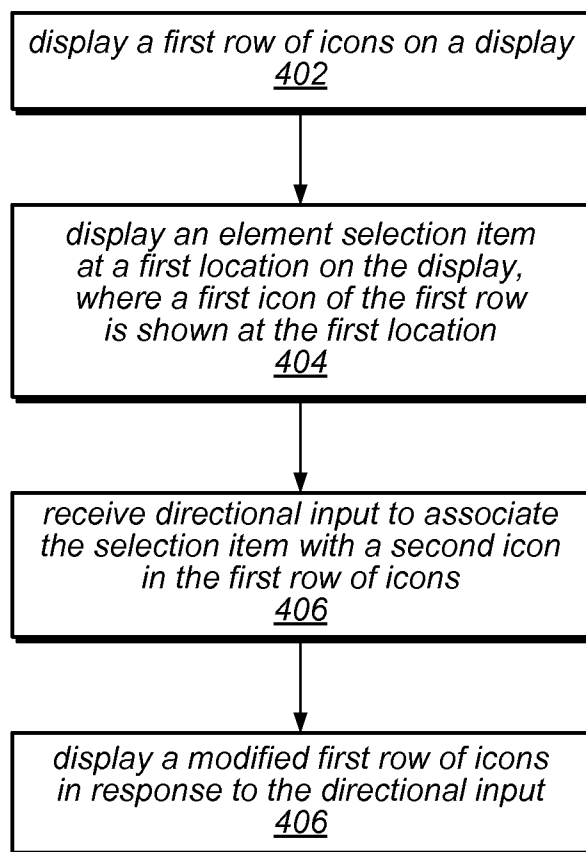 display a first row of icons on a display
402
display an element selection item
at a first location on the display,
where a first icon of the first row
is shown at the first location
404
receive directional input to associate
the selection item with a second icon
in the first row of icons
406
display a modified first row of icons
in response to the directional input
406